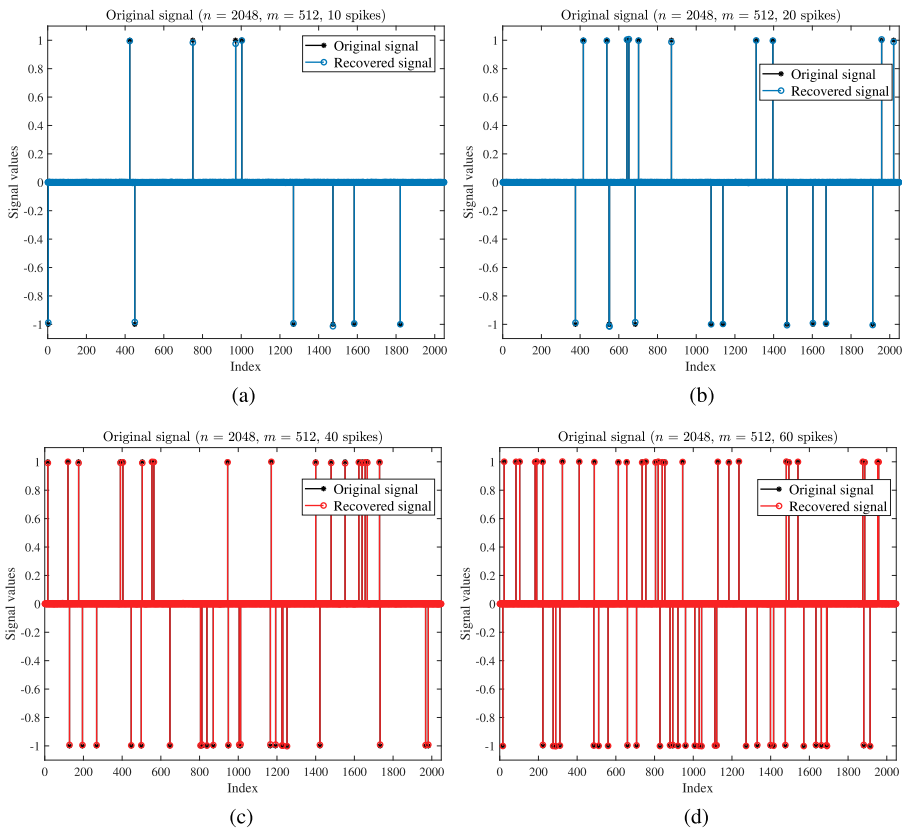 Original signal (n = 2048, m = 512, 10 spikes)
Signal values
1
0.8
0.6
0.4
0.2
0
-0.2
-0.4
-0.6
-0.8
-1
Original signal
Recovered signal
0 200 400 600 800 1000 1200 1400 1600 1800 2000
Index
(a)
Original signal (n = 2048, m = 512, 20 spikes)
Signal values
1
0.8
0.6
0.4
0.2
0
-0.2
-0.4
-0.6
-0.8
-1
Original signal
Recovered signal
0 200 400 600 800 1000 1200 1400 1600 1800 2000
Index
(b)
Original signal (n = 2048, m = 512, 40 spikes)
Signal values
1
0.8
0.6
0.4
0.2
0
-0.2
-0.4
-0.6
-0.8
-1
Original signal
Recovered signal
0 200 400 600 800 1000 1200 1400 1600 1800 2000
Index
(c)
Original signal (n = 2048, m = 512, 60 spikes)
Signal values
1
0.8
0.6
0.4
0.2
0
-0.2
-0.4
-0.6
-0.8
-1
Original signal
Recovered signal
0 200 400 600 800 1000 1200 1400 1600 1800 2000
Index
(d)